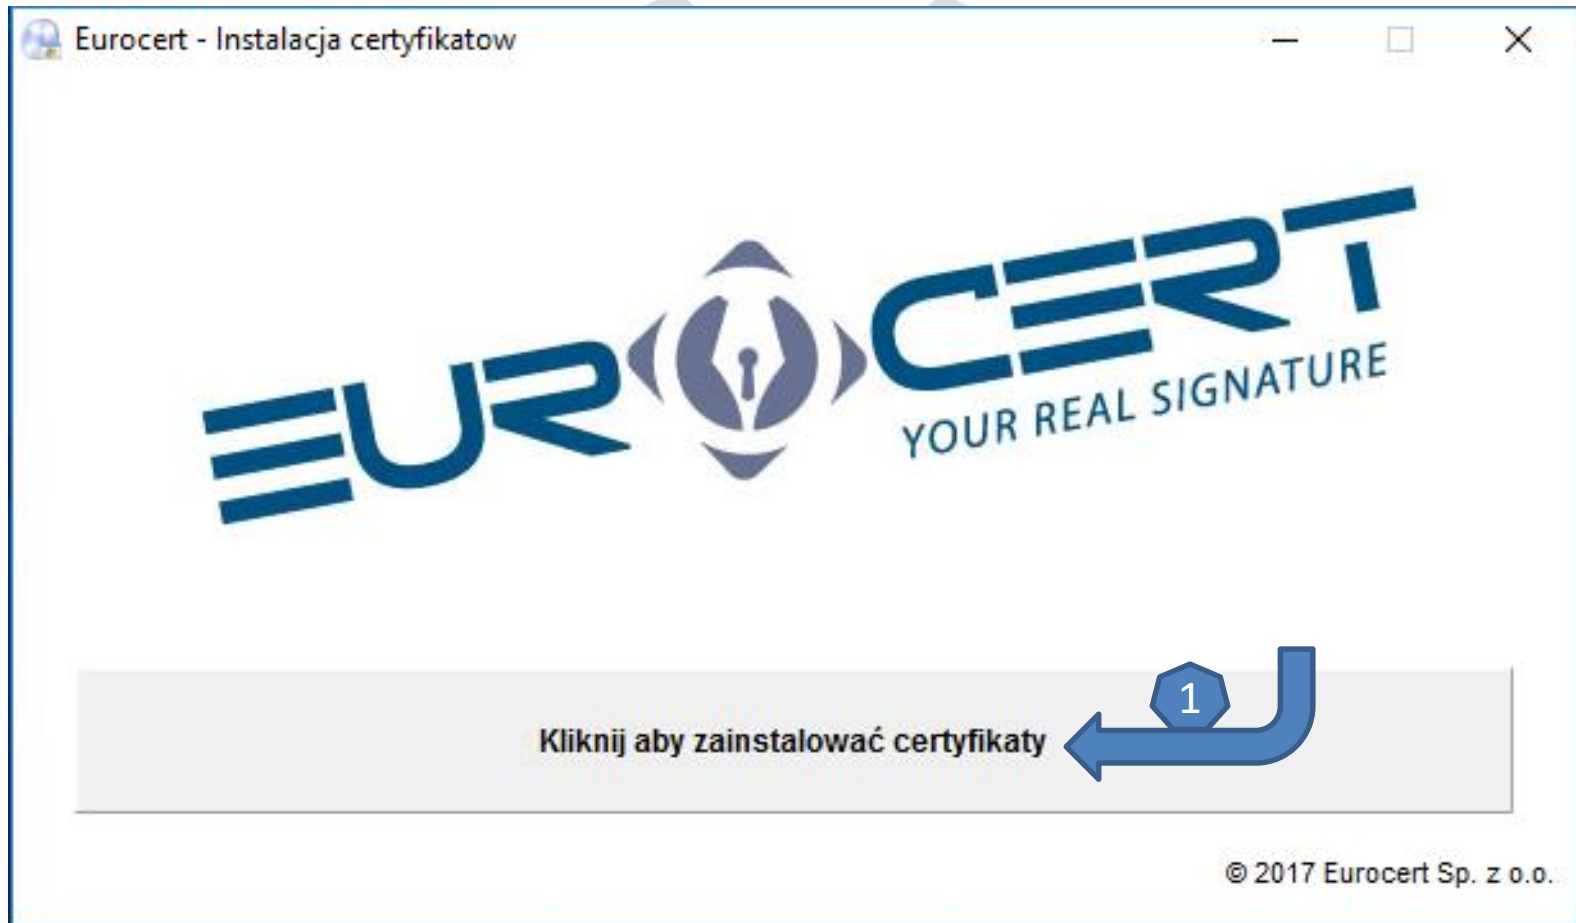 Eurocert - Instalacja certyfikatow
EUROCERT
YOUR REAL SIGNATURE
1
Kliknij aby zainstalować certyfikaty
© 2017 Eurocert Sp. z o.o.